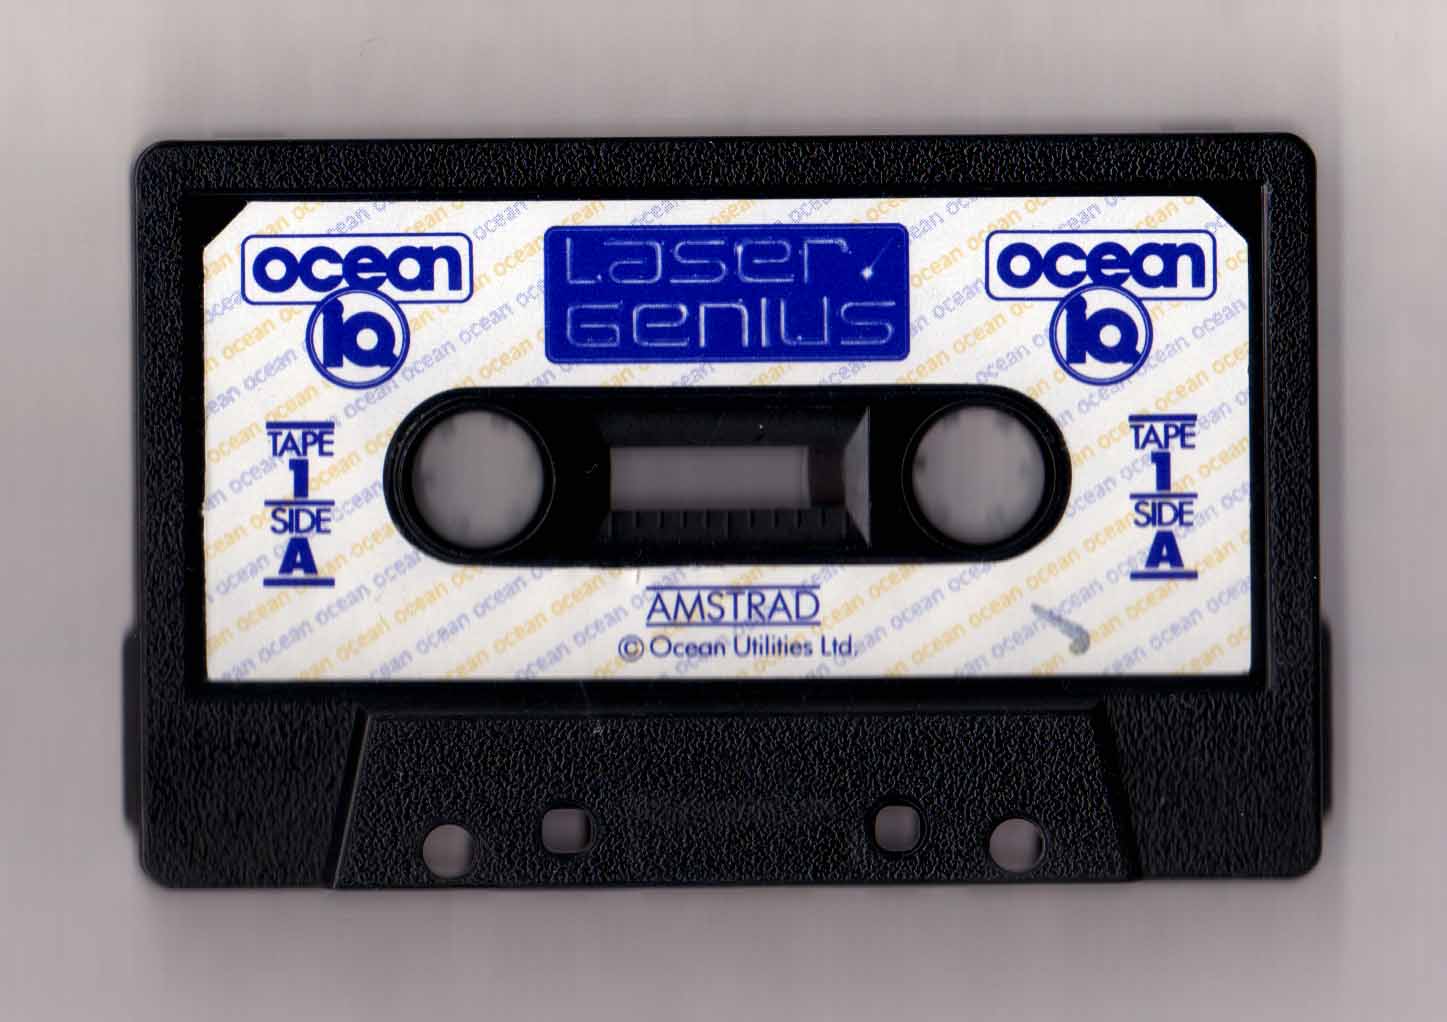 ocean
IQ
LASER
GENIUS
ocean
IQ
TAPE
1
SIDE
A
TAPE
1
SIDE
A
AMSTRAD
© Ocean Utilities Ltd.